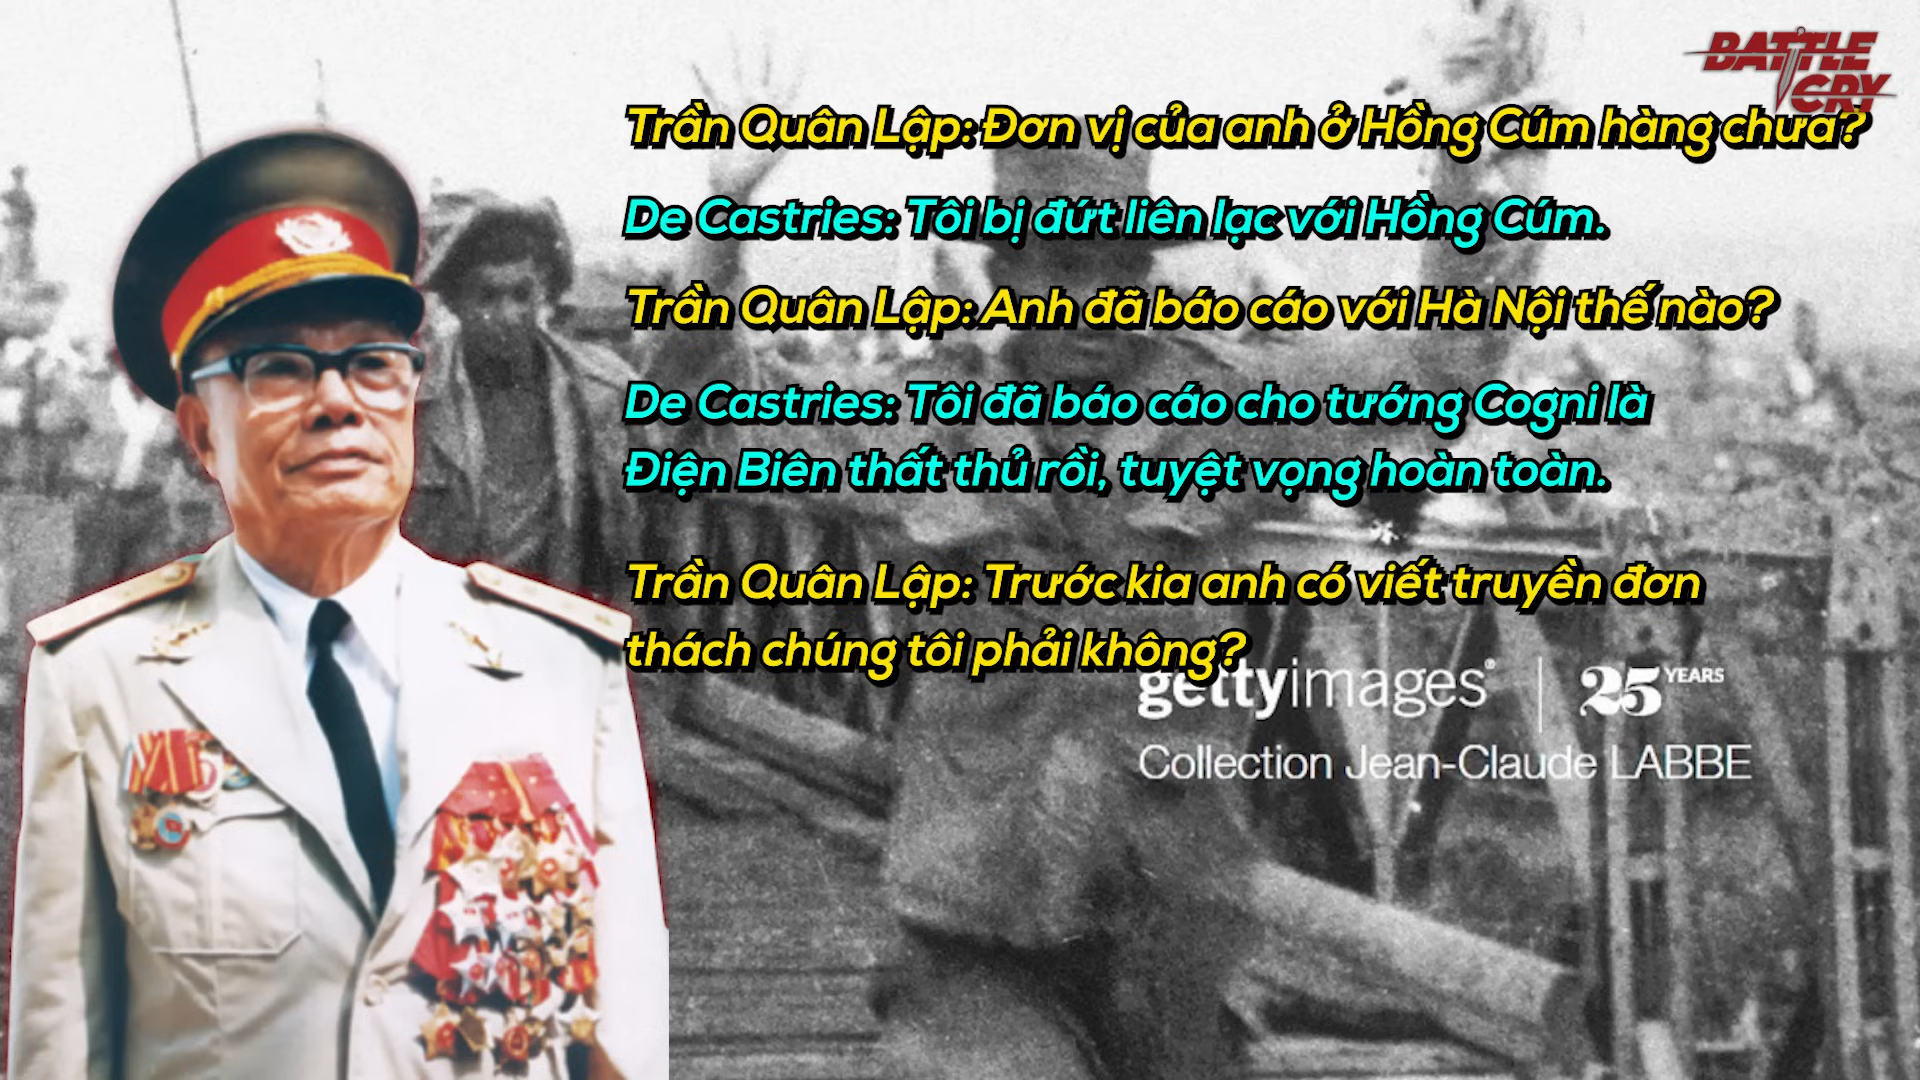 BATTLE
CRY
Trần Quân Lập: Đơn vị của anh ở Hồng Cúm hàng chưa?
De Castries: Tôi bị đứt liên lạc với Hồng Cúm.
Trần Quân Lập: Anh đã báo cáo với Hà Nội thế nào?
De Castries: Tôi đã báo cáo cho tướng Cogni là
Điện Biên thất thủ rồi, tuyệt vọng hoàn toàn.
Trần Quân Lập: Trước kia anh có viết truyền đơn
thách chúng tôi phải không?
gettyimages® | 25 YEARS
Collection Jean-Claude LABBE